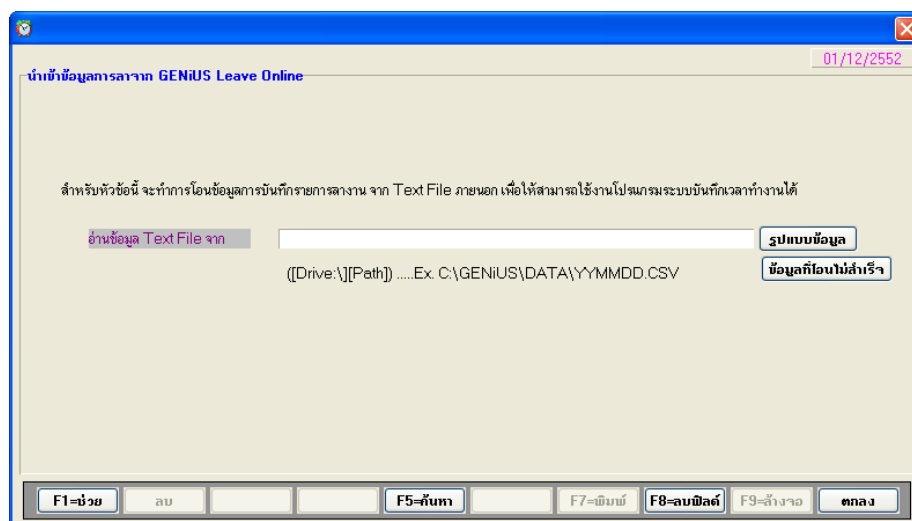 01/12/2552
นำเข้าข้อมูลการลาจาก GENiUS Leave Online
สำหรับหัวข้อนี้ จะทำการโอนข้อมูลการบันทึกรายการลางาน จาก Text File ภายนอก เพื่อให้สามารถใช้งานโปรแกรมระบบบันทึกเวลาทำงานได้
อ่านข้อมูล Text File จาก รูปแบบข้อมูล
([Drive:\][Path]) .....Ex. C:\GENiUS\DATA\YYMMDD.CSV ข้อมูลที่โอนไม่สำเร็จ
F1=ช่วย ลบ F5=ค้นหา F7=พิมพ์ F8=ลบฟิลด์ F9=ล้างจอ ตกลง